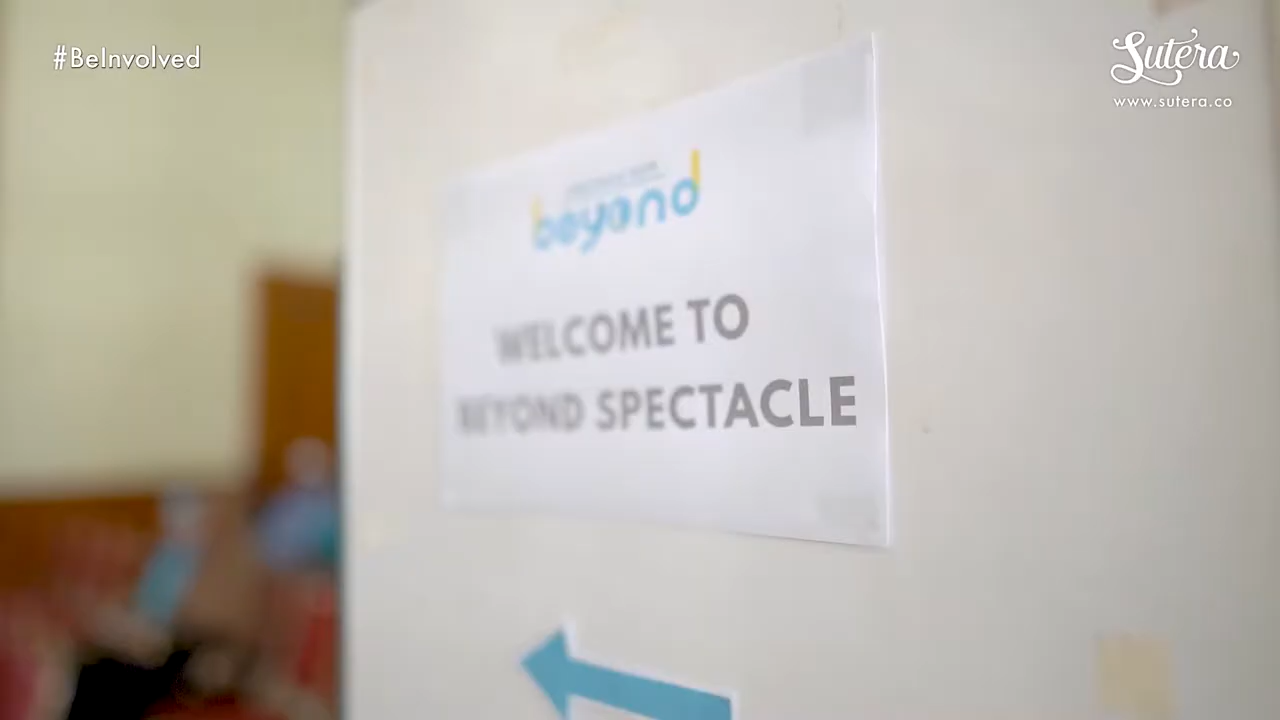 #BeInvolved
Sutera
www.sutera.co
beyond
WELCOME TO
BEYOND SPECTACLE